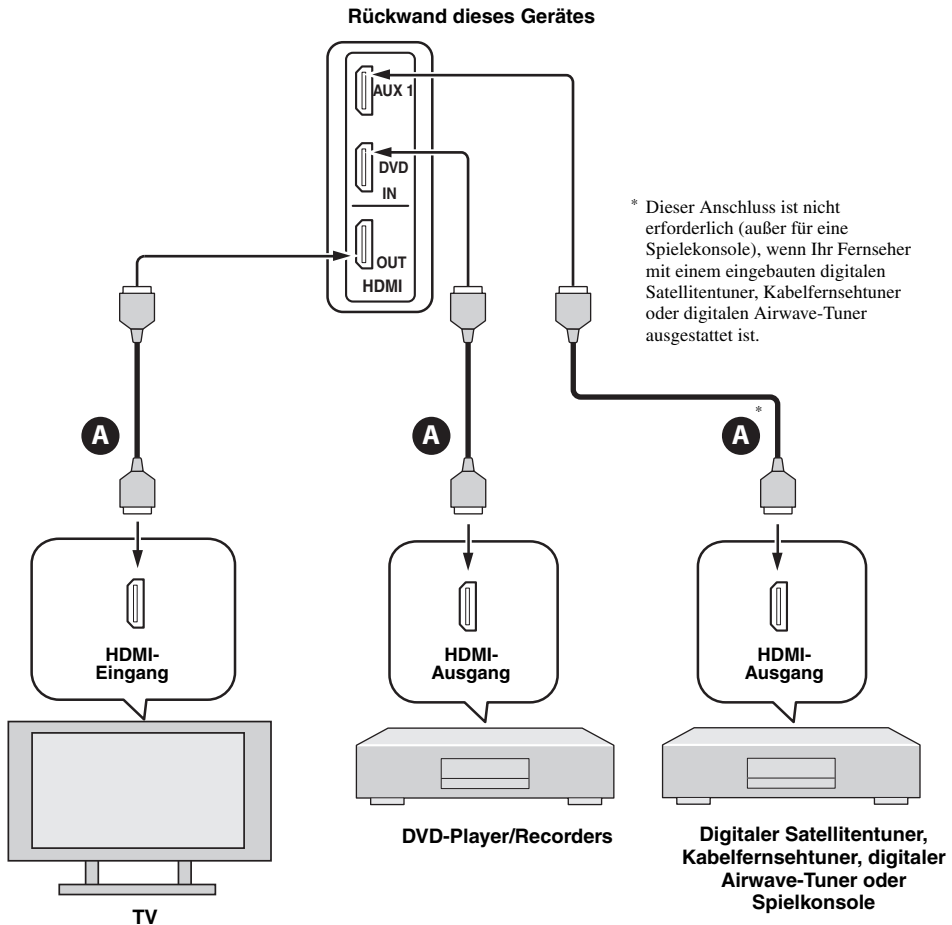 Rückwand dieses Gerätes
AUX 1
DVD
IN
OUT
HDMI
* Dieser Anschluss ist nicht
erforderlich (außer für eine
Spielekonsole), wenn Ihr Fernseher
mit einem eingebauten digitalen
Satellitentuner, Kabelfernsehtuner
oder digitalen Airwave-Tuner
ausgestattet ist.
A
A
A *
HDMI-
Eingang
HDMI-
Ausgang
HDMI-
Ausgang
TV
DVD-Player/Recorders
Digitaler Satellitentuner,
Kabelfernsehtuner, digitaler
Airwave-Tuner oder
Spielkonsole